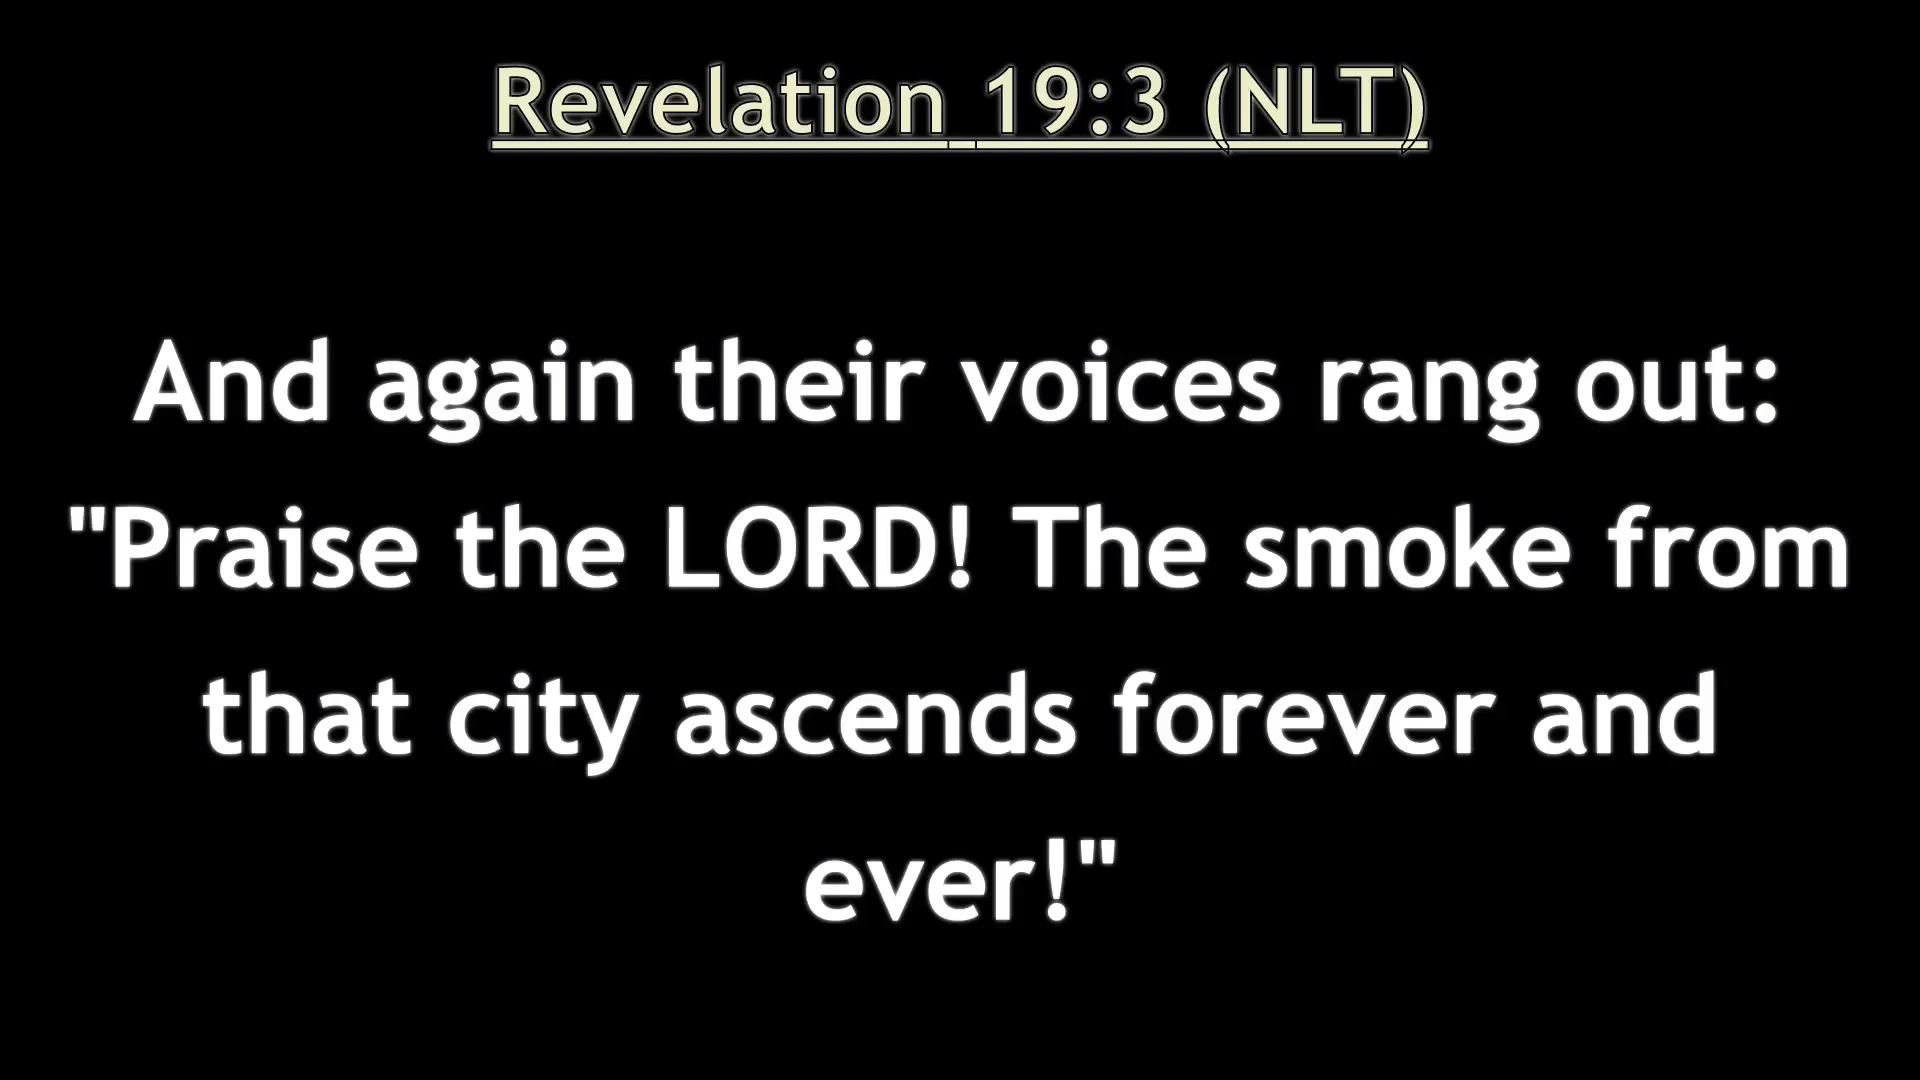 Revelation 19:3 (NLT)
And again their voices rang out:
"Praise the LORD! The smoke from
that city ascends forever and
ever!"